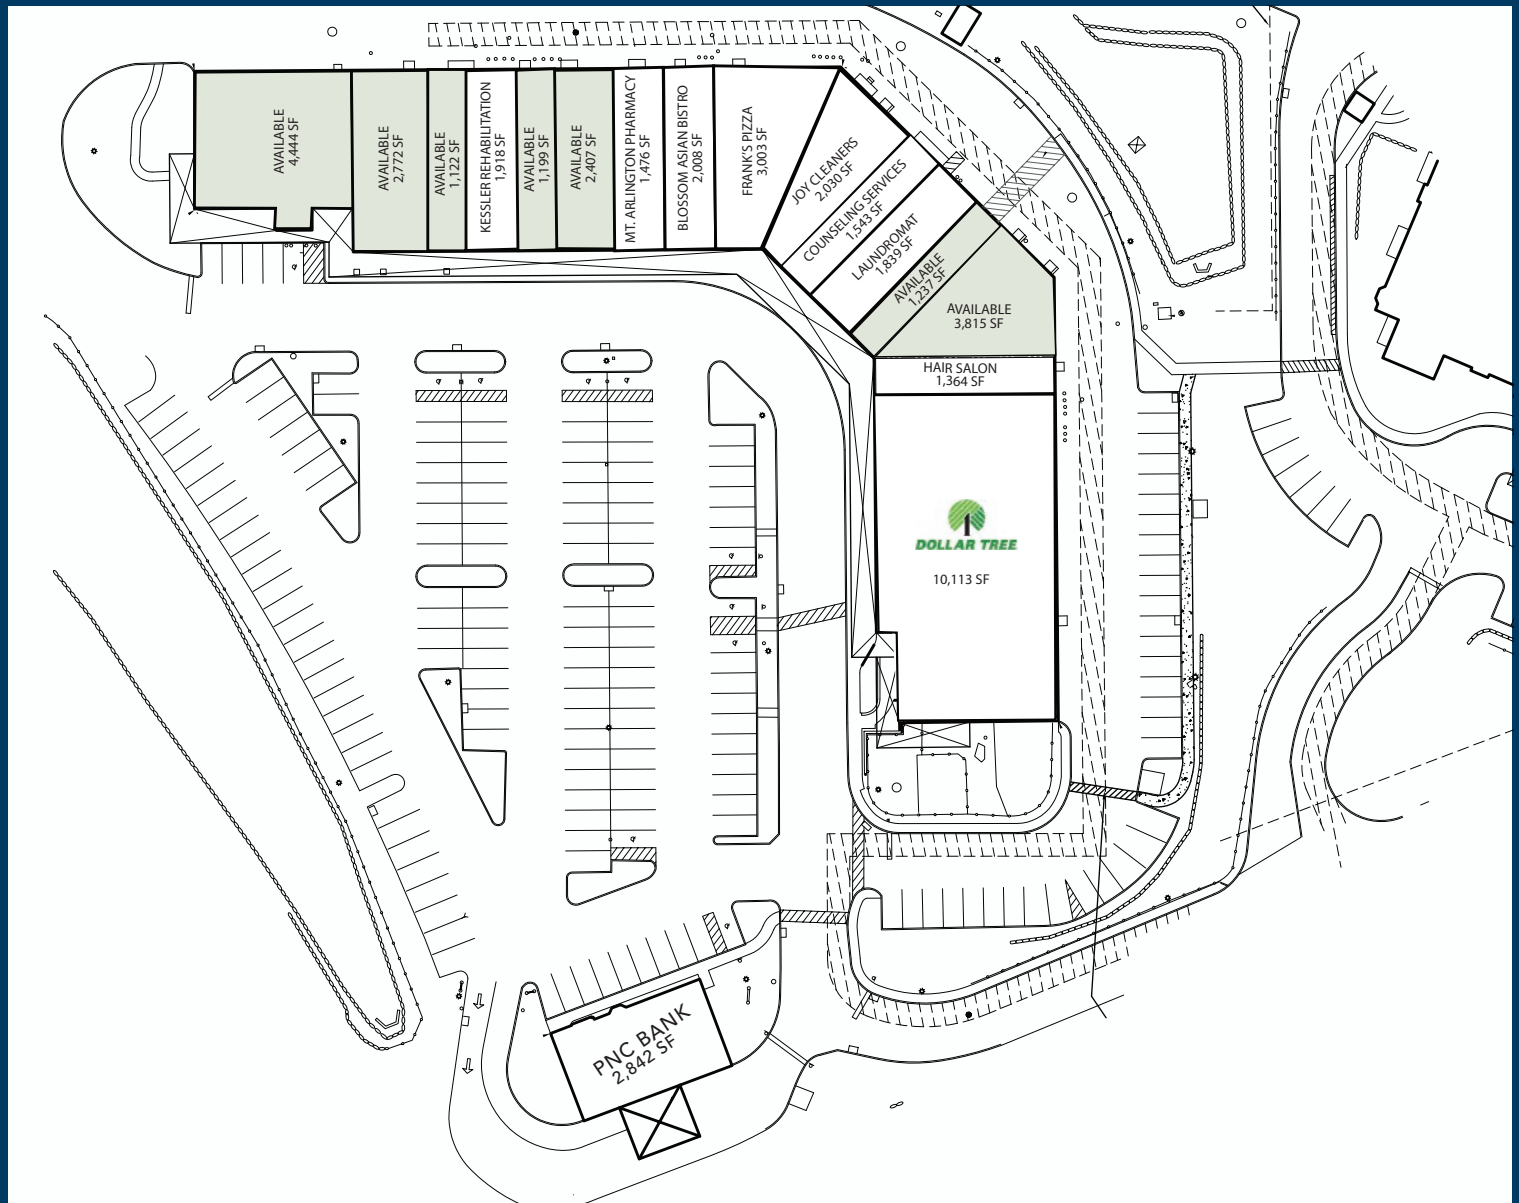 AVAILABLE
4,444 SF
AVAILABLE
2,772 SF
AVAILABLE
1,122 SF
KESSLER REHABILITATION
1,918 SF
AVAILABLE
1,199 SF
AVAILABLE
2,407 SF
MT. ARLINGTON PHARMACY
1,476 SF
BLOSSOM ASIAN BISTRO
2,008 SF
FRANK'S PIZZA
3,003 SF
JOY CLEANERS
2,030 SF
COUNSELING SERVICES
1,543 SF
LAUNDROMAT
1,839 SF
AVAILABLE
1,237 SF
AVAILABLE
3,815 SF
HAIR SALON
1,364 SF
DOLLAR TREE
10,113 SF
PNC BANK
2,842 SF